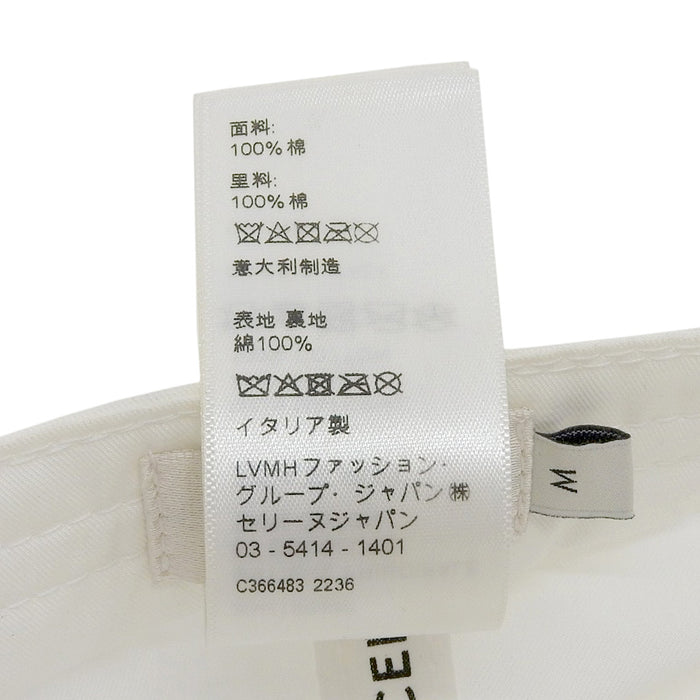 面料:
100% 棉
里料:
100% 棉
意大利制造
表地 裏地
綿100%
イタリア製
LVMHファッション・
グループ・ジャパン㈱
セリーヌジャパン
03 - 5414 - 1401
C366483 2236
M